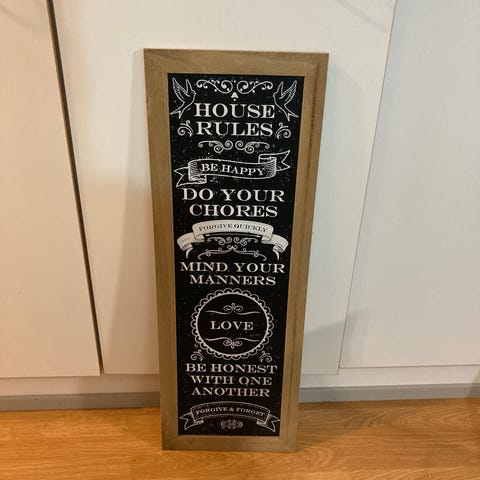 HOUSE
RULES
BE HAPPY
DO YOUR
CHORES
FORGIVE QUICKLY
MIND YOUR
MANNERS
LOVE
BE HONEST
WITH ONE
ANOTHER
FORGIVE & FORGET